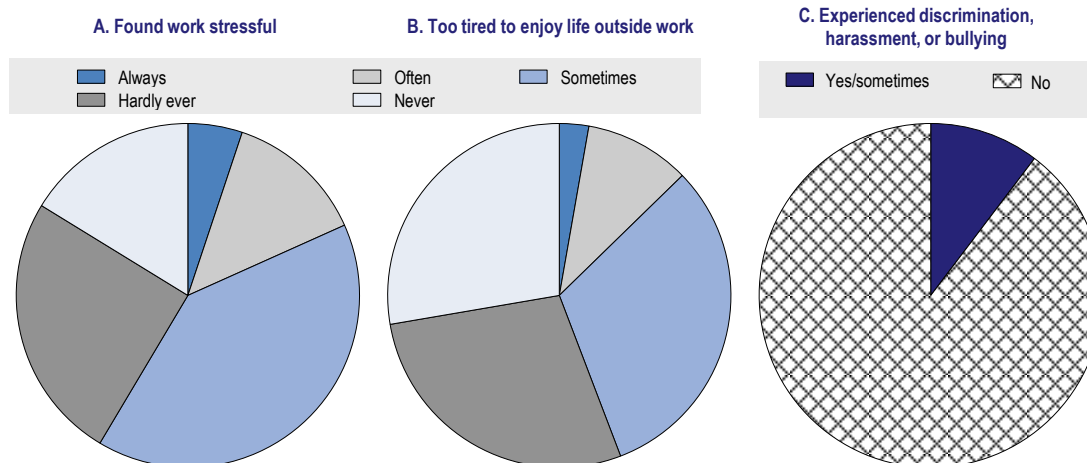 A. Found work stressful
B. Too tired to enjoy life outside work
C. Experienced discrimination,
harassment, or bullying
Always
Often
Sometimes
Hardly ever
Never
Yes/sometimes
No